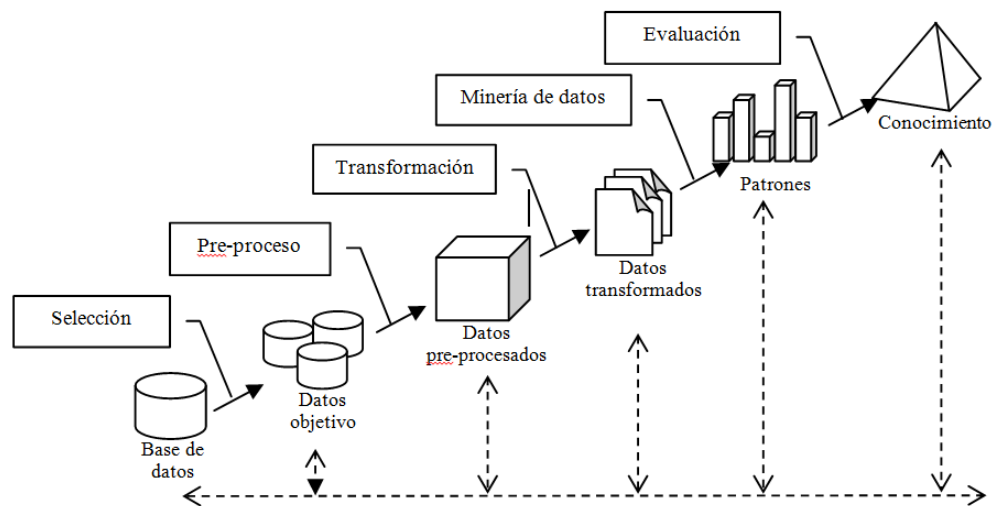 Evaluación
Minería de datos
Conocimiento
Transformación
Patrones
Pre-proceso
Datos
transformados
Selección
Datos
pre-procesados
Datos
objetivo
Base de
datos